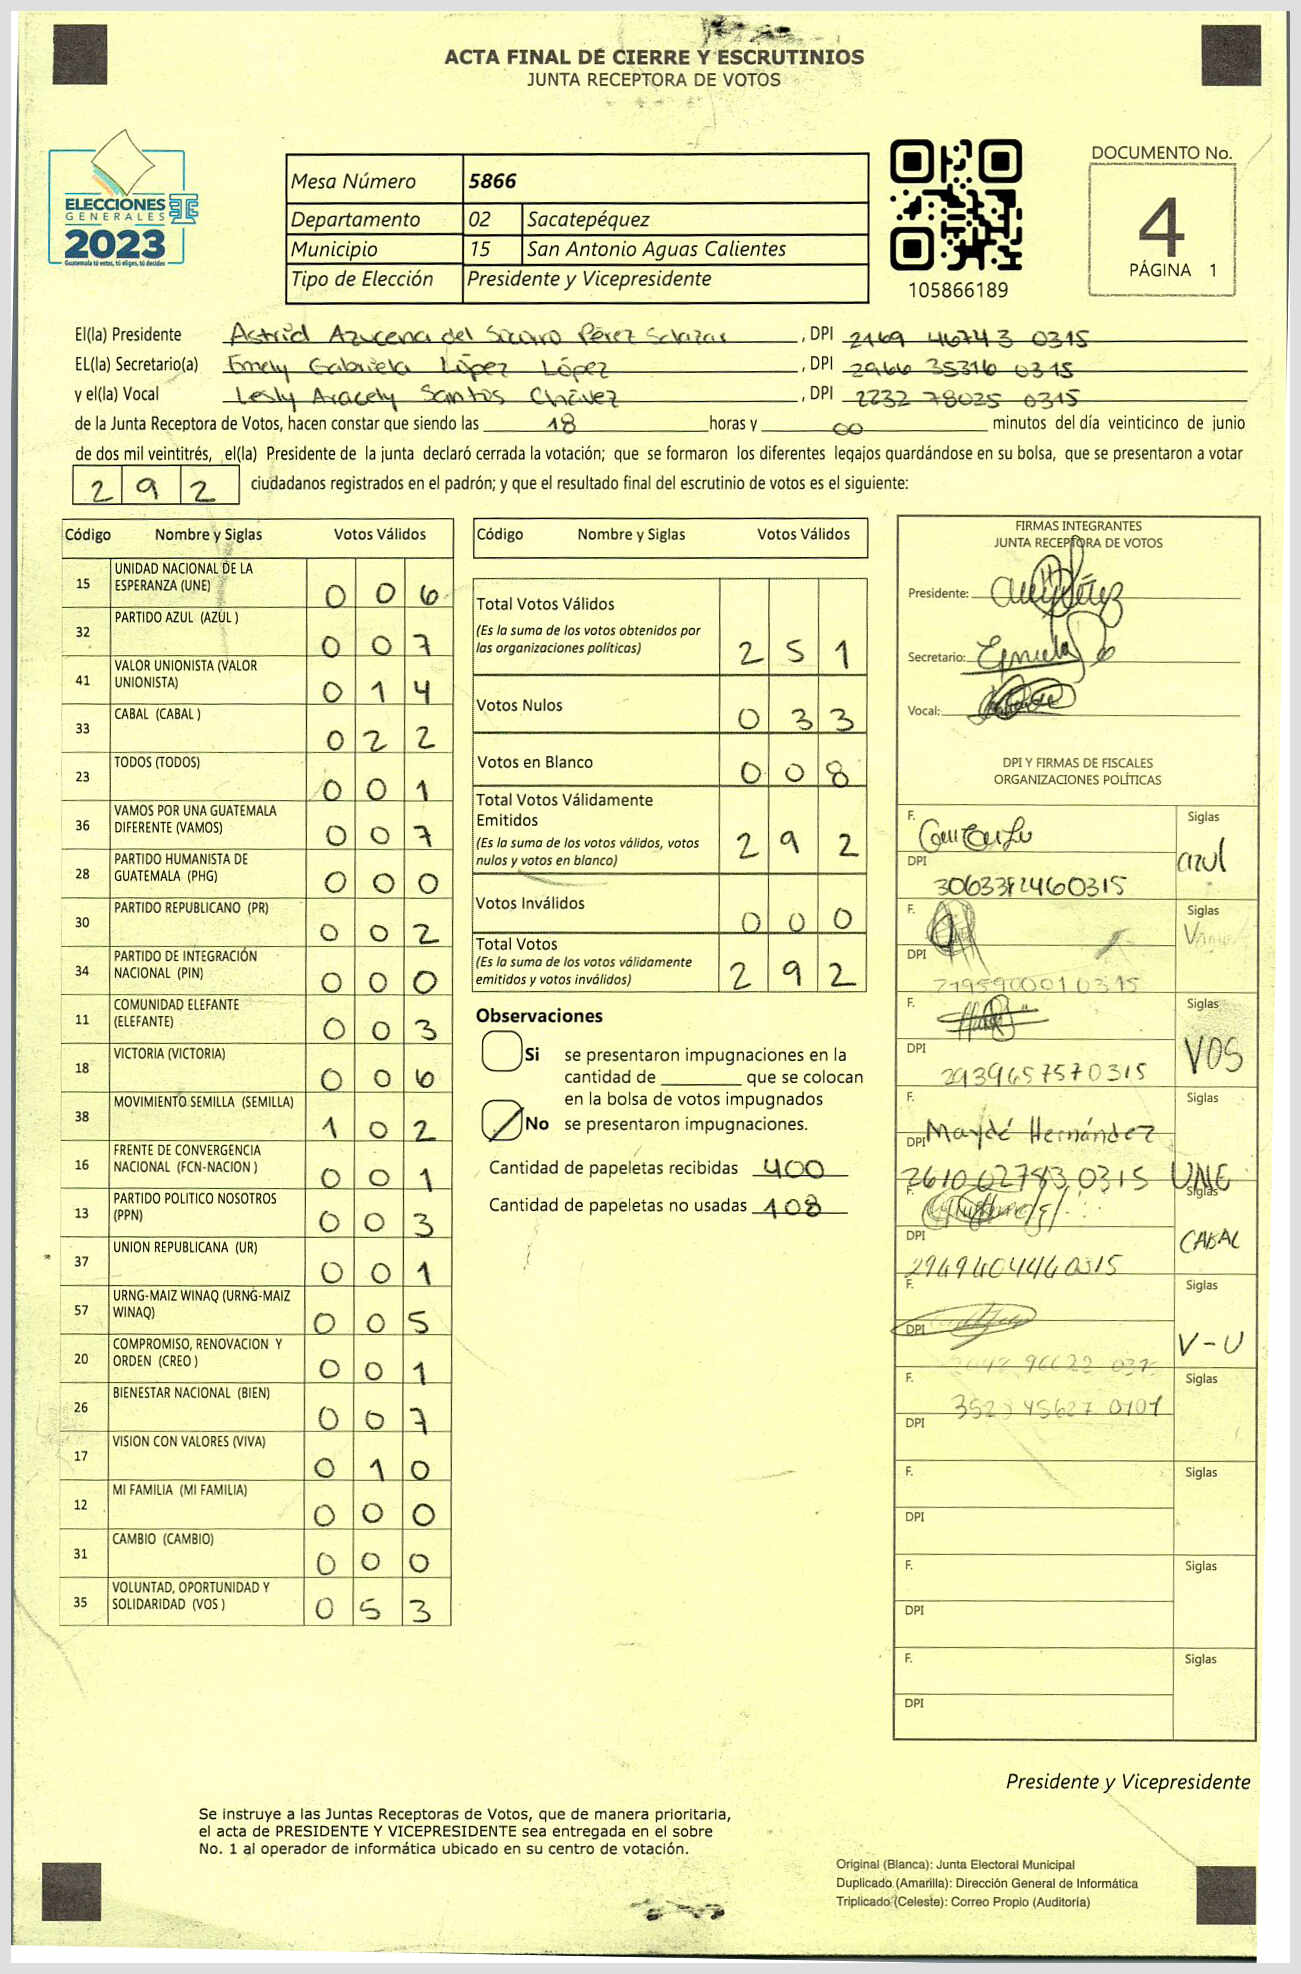 ACTA FINAL DE CIERRE Y ESCRUTINIOS
JUNTA RECEPTORA DE VOTOS
ELECCIONES
GENERALES
2023
Guatemala tú votas, tú eliges, tú decides
Mesa Número 5866
Departamento 02 Sacatepéquez
Municipio 15 San Antonio Aguas Calientes
Tipo de Elección Presidente y Vicepresidente
105866189
DOCUMENTO No.
4
PÁGINA 1
El(la) Presidente Astrid Azucena del Socorro Pérez Salazar, DPI 2169 46743 0315
EL(la) Secretario(a) Emely Gabriela López López, DPI 2966 35316 0315
y el(la) Vocal Lesly Aracely Santos Chávez, DPI 2232 78025 0315
de la Junta Receptora de Votos, hacen constar que siendo las 18 horas y 00 minutos del día veinticinco de junio
de dos mil veintitrés, el(la) Presidente de la junta declaró cerrada la votación; que se formaron los diferentes legajos guardándose en su bolsa, que se presentaron a votar
292 ciudadanos registrados en el padrón; y que el resultado final del escrutinio de votos es el siguiente:
Código Nombre y Siglas Votos Válidos
15 UNIDAD NACIONAL DE LA ESPERANZA (UNE) 0 0 6
32 PARTIDO AZUL (AZUL ) 0 0 7
41 VALOR UNIONISTA (VALOR UNIONISTA) 0 1 4
33 CABAL (CABAL ) 0 2 2
23 TODOS (TODOS) 0 0 1
36 VAMOS POR UNA GUATEMALA DIFERENTE (VAMOS) 0 0 7
28 PARTIDO HUMANISTA DE GUATEMALA (PHG) 0 0 0
30 PARTIDO REPUBLICANO (PR) 0 0 2
34 PARTIDO DE INTEGRACIÓN NACIONAL (PIN) 0 0 0
11 COMUNIDAD ELEFANTE (ELEFANTE) 0 0 3
18 VICTORIA (VICTORIA) 0 0 6
38 MOVIMIENTO SEMILLA (SEMILLA) 1 0 2
16 FRENTE DE CONVERGENCIA NACIONAL (FCN-NACION ) 0 0 1
13 PARTIDO POLITICO NOSOTROS (PPN) 0 0 3
37 UNION REPUBLICANA (UR) 0 0 1
57 URNG-MAIZ WINAQ (URNG-MAIZ WINAQ) 0 0 5
20 COMPROMISO, RENOVACION Y ORDEN (CREO ) 0 0 1
26 BIENESTAR NACIONAL (BIEN) 0 0 7
17 VISION CON VALORES (VIVA) 0 1 0
12 MI FAMILIA (MI FAMILIA) 0 0 0
31 CAMBIO (CAMBIO) 0 0 0
35 VOLUNTAD, OPORTUNIDAD Y SOLIDARIDAD (VOS ) 0 5 3
Código Nombre y Siglas Votos Válidos
Total Votos Válidos
(Es la suma de los votos obtenidos por
las organizaciones políticas) 2 5 1
Votos Nulos 0 3 3
Votos en Blanco 0 0 8
Total Votos Válidamente
Emitidos
(Es la suma de los votos válidos, votos
nulos y votos en blanco) 2 9 2
Votos Inválidos 0 0 0
Total Votos
(Es la suma de los votos válidamente
emitidos y votos inválidos) 2 9 2
Observaciones
Si se presentaron impugnaciones en la
cantidad de ________ que se colocan
en la bolsa de votos impugnados
No se presentaron impugnaciones.
Cantidad de papeletas recibidas 400
Cantidad de papeletas no usadas 108
FIRMAS INTEGRANTES
JUNTA RECEPTORA DE VOTOS
Presidente:
Secretario:
Vocal:
DPI Y FIRMAS DE FISCALES
ORGANIZACIONES POLÍTICAS
F. Siglas
azul
DPI
F. Siglas
DPI
F. Siglas
VOS
DPI 2939657570315
F. Siglas
DPI Maydé Hernández
2610 02783 0315 UNE
F. Siglas
CABAL
DPI 2969404460315
F. Siglas
DPI V-U
F. Siglas
DPI
F. Siglas
DPI
F. Siglas
DPI
F. Siglas
DPI
Presidente y Vicepresidente
Se instruye a las Juntas Receptoras de Votos, que de manera prioritaria,
el acta de PRESIDENTE Y VICEPRESIDENTE sea entregada en el sobre
No. 1 al operador de informática ubicado en su centro de votación.
Original (Blanca): Junta Electoral Municipal
Duplicado (Amarilla): Dirección General de Informática
Triplicado (Celeste): Correo Propio (Auditoría)